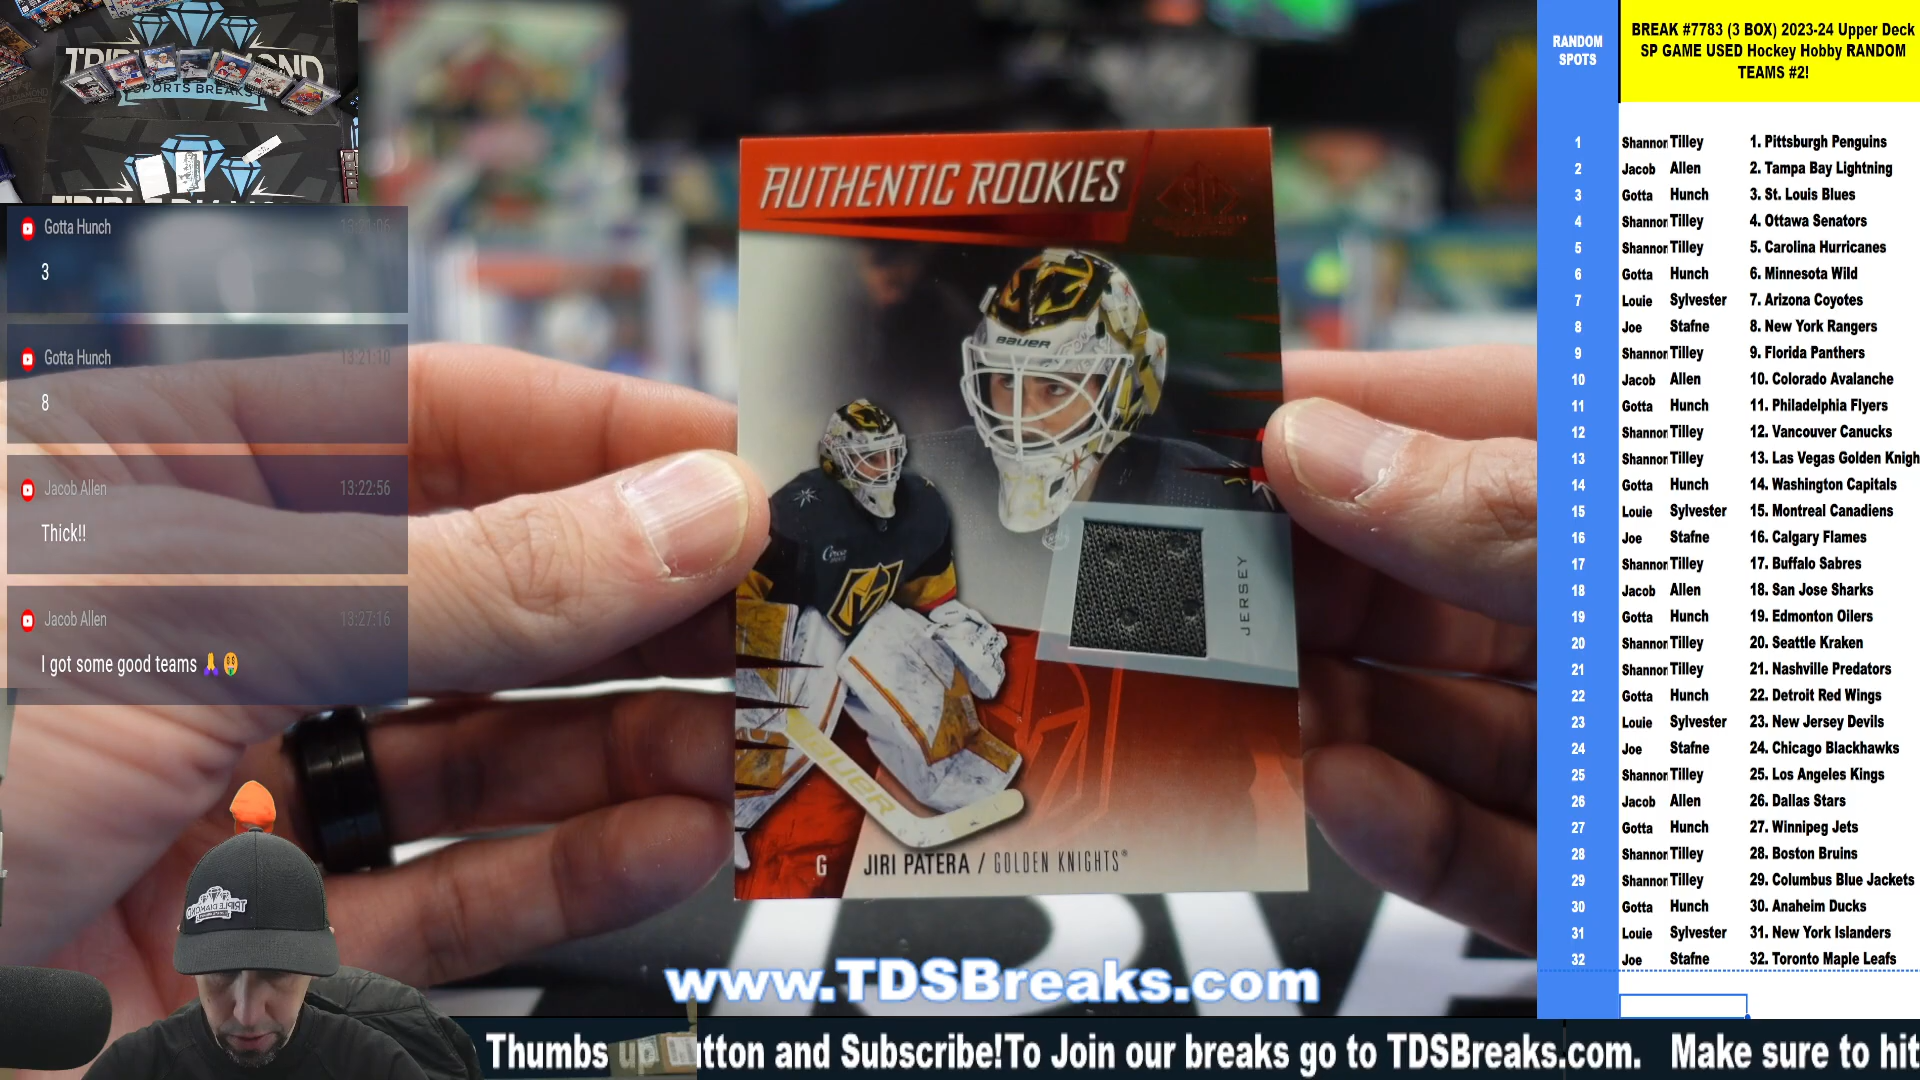 TRIPLE DIAMOND
SPORTS BREAKS
Gotta Hunch 13:21:06
3
Gotta Hunch 13:21:10
8
Jacob Allen 13:22:56
Thick!!
Jacob Allen 13:27:16
I got some good teams 🙏🤑
AUTHENTIC ROOKIES
BAUER
JERSEY
BAUER
G JIRI PATERA / GOLDEN KNIGHTS
www.TDSBreaks.com
Thumbs up button and Subscribe!To Join our breaks go to TDSBreaks.com. Make sure to hit
RANDOM SPOTS
BREAK #7783 (3 BOX) 2023-24 Upper Deck
SP GAME USED Hockey Hobby RANDOM
TEAMS #2!
1 Shannon Tilley 1. Pittsburgh Penguins
2 Jacob Allen 2. Tampa Bay Lightning
3 Gotta Hunch 3. St. Louis Blues
4 Shannon Tilley 4. Ottawa Senators
5 Shannon Tilley 5. Carolina Hurricanes
6 Gotta Hunch 6. Minnesota Wild
7 Louie Sylvester 7. Arizona Coyotes
8 Joe Stafne 8. New York Rangers
9 Shannon Tilley 9. Florida Panthers
10 Jacob Allen 10. Colorado Avalanche
11 Gotta Hunch 11. Philadelphia Flyers
12 Shannon Tilley 12. Vancouver Canucks
13 Shannon Tilley 13. Las Vegas Golden Knigh
14 Gotta Hunch 14. Washington Capitals
15 Louie Sylvester 15. Montreal Canadiens
16 Joe Stafne 16. Calgary Flames
17 Shannon Tilley 17. Buffalo Sabres
18 Jacob Allen 18. San Jose Sharks
19 Gotta Hunch 19. Edmonton Oilers
20 Shannon Tilley 20. Seattle Kraken
21 Shannon Tilley 21. Nashville Predators
22 Gotta Hunch 22. Detroit Red Wings
23 Louie Sylvester 23. New Jersey Devils
24 Joe Stafne 24. Chicago Blackhawks
25 Shannon Tilley 25. Los Angeles Kings
26 Jacob Allen 26. Dallas Stars
27 Gotta Hunch 27. Winnipeg Jets
28 Shannon Tilley 28. Boston Bruins
29 Shannon Tilley 29. Columbus Blue Jackets
30 Gotta Hunch 30. Anaheim Ducks
31 Louie Sylvester 31. New York Islanders
32 Joe Stafne 32. Toronto Maple Leafs